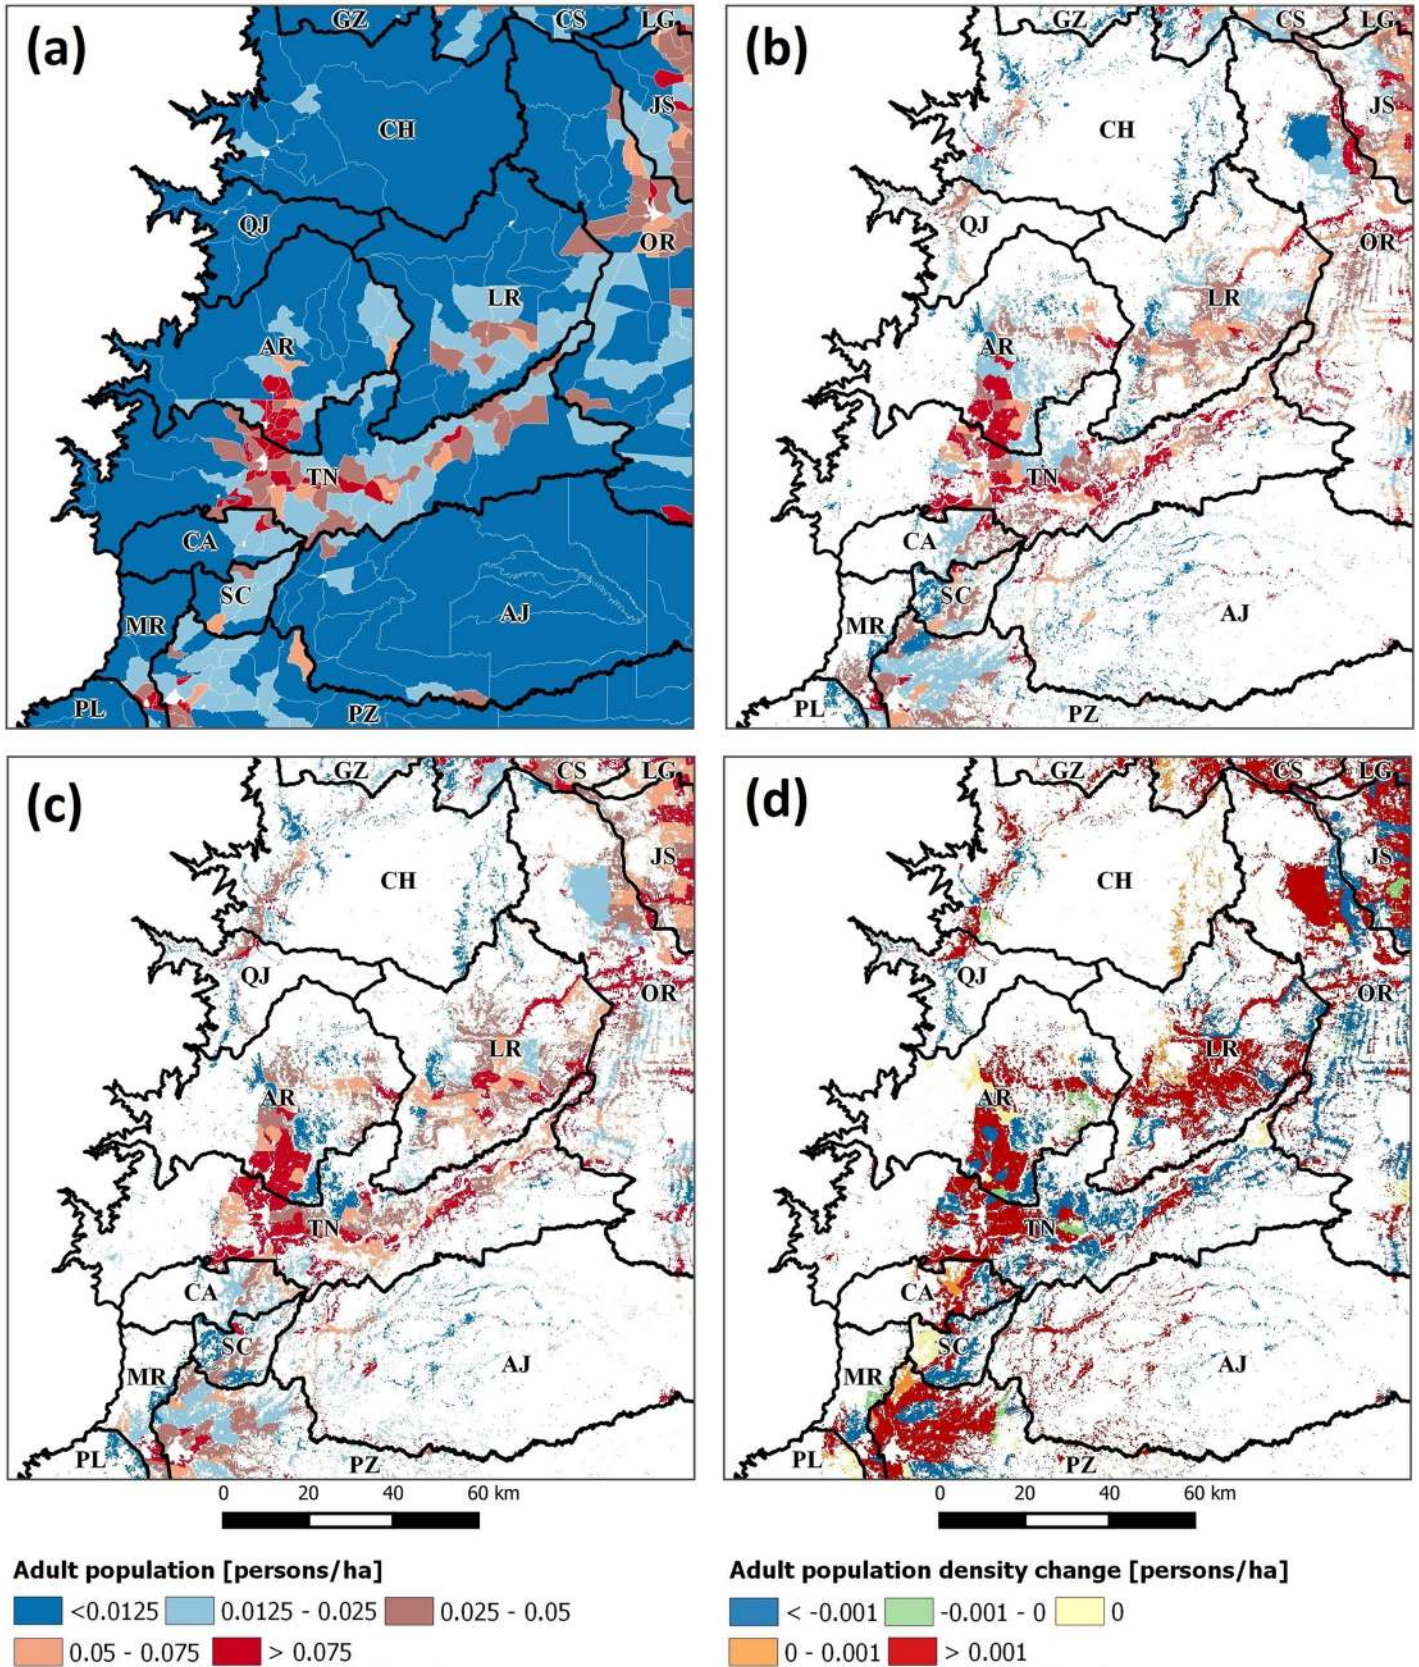 (a)
GZ
CS
LG
JS
CH
QJ
OR
LR
AR
TN
CA
SC
MR
AJ
PL
PZ
(b)
GZ
CS
LG
JS
CH
QJ
OR
LR
AR
TN
CA
SC
MR
AJ
PL
PZ
(c)
GZ
CS
LG
JS
CH
QJ
OR
LR
AR
TN
CA
SC
MR
AJ
PL
PZ
(d)
GZ
CS
LG
JS
CH
QJ
OR
LR
AR
TN
CA
SC
MR
AJ
PL
PZ
0 20 40 60 km
0 20 40 60 km
Adult population [persons/ha]
<0.0125 0.0125 - 0.025 0.025 - 0.05
0.05 - 0.075 > 0.075
Adult population density change [persons/ha]
< -0.001 -0.001 - 0 0
0 - 0.001 > 0.001